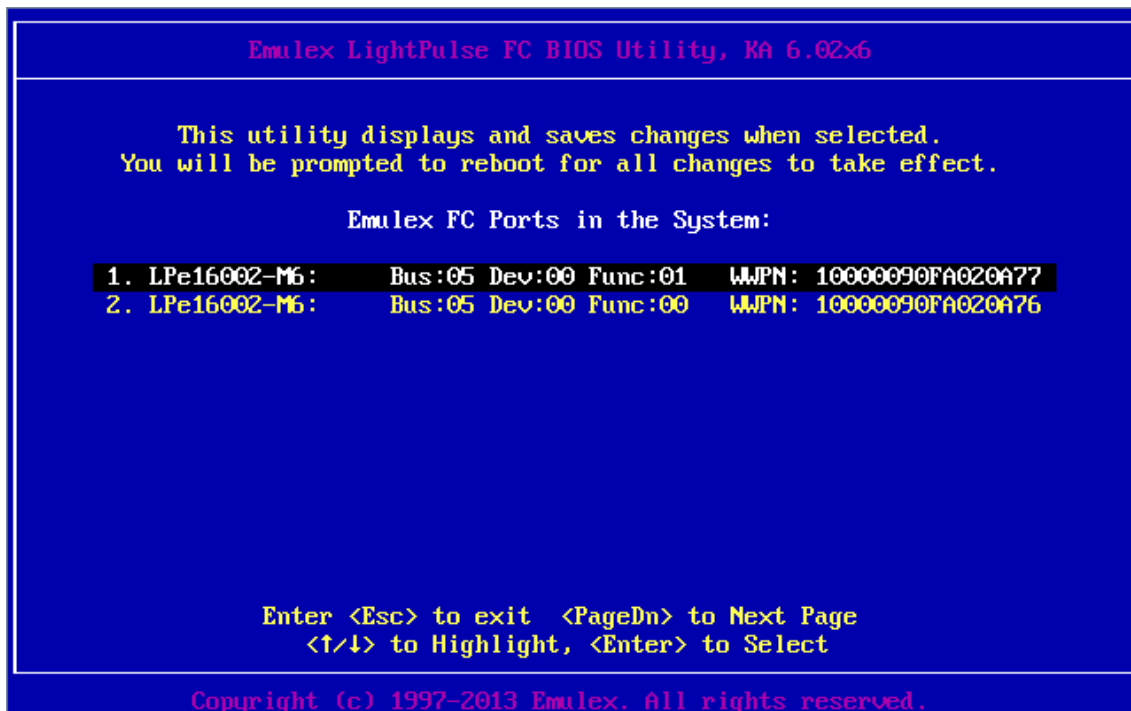 Emulex LightPulse FC BIOS Utility, KA 6.02x6
This utility displays and saves changes when selected.
You will be prompted to reboot for all changes to take effect.
Emulex FC Ports in the System:
1. LPe16002-M6: Bus:05 Dev:00 Func:01 WWPN: 10000090FA020A77
2. LPe16002-M6: Bus:05 Dev:00 Func:00 WWPN: 10000090FA020A76
Enter <Esc> to exit <PageDn> to Next Page
<↑/↓> to Highlight, <Enter> to Select
Copyright (c) 1997-2013 Emulex. All rights reserved.